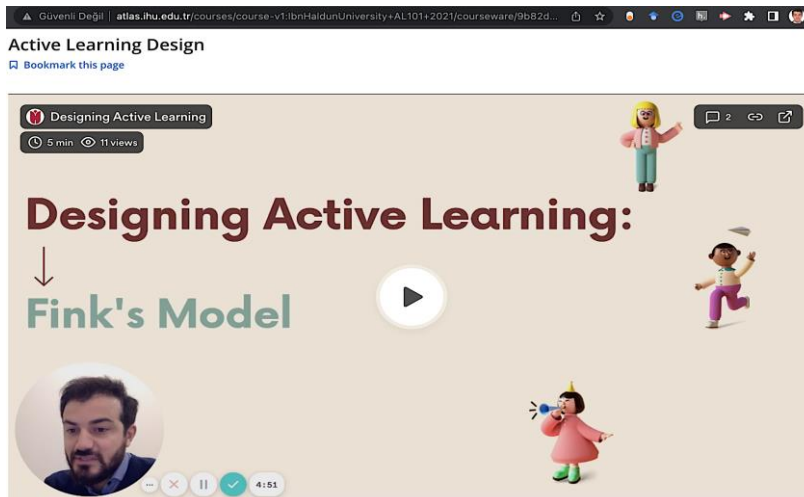 Güvenli Değil | atlas.ihu.edu.tr/courses/course-v1:IbnHaldunUniversity+AL101+2021/courseware/9b82d...
Active Learning Design
Bookmark this page
Designing Active Learning
2
5 min 11 views
Designing Active Learning:
Fink's Model
4:51